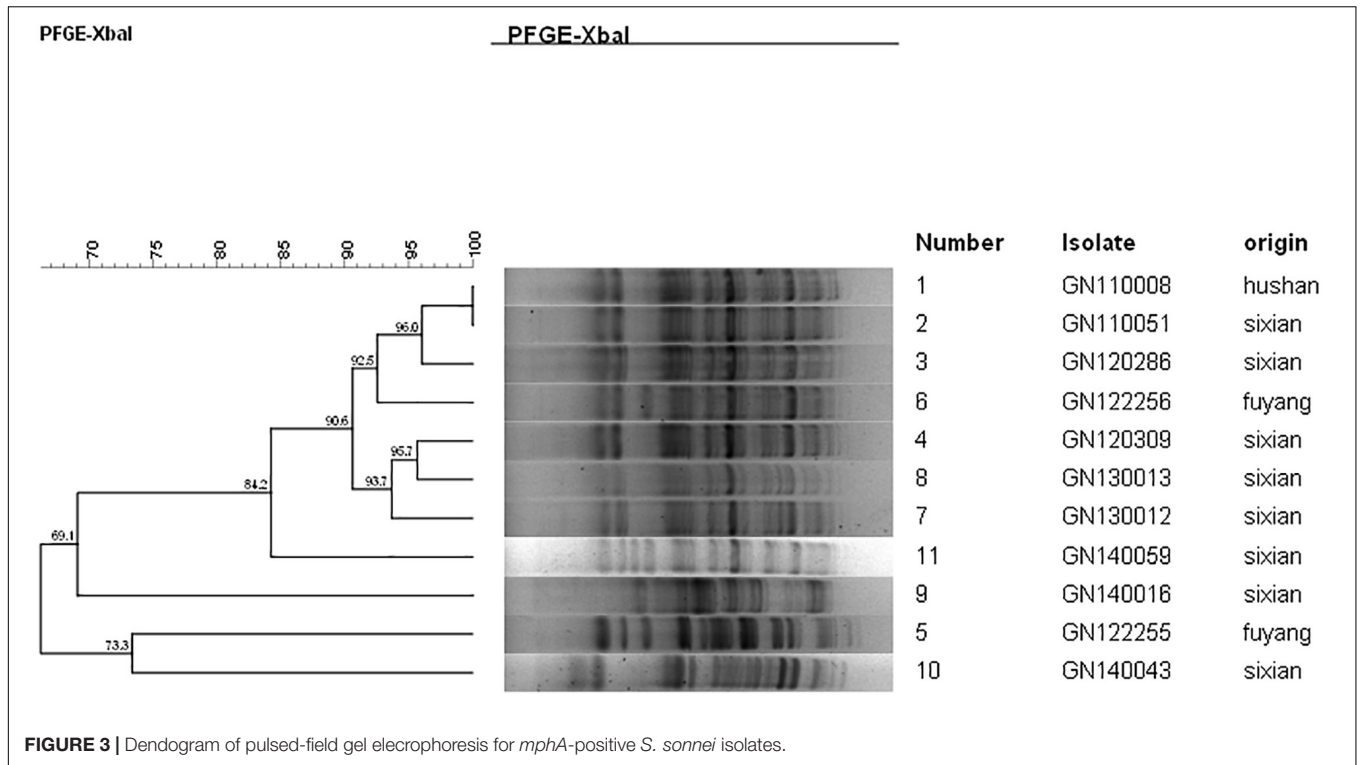 PFGE-XbaI
PFGE-XbaI
70 75 80 85 90 95 100
Number Isolate origin
1 GN110008 hushan
2 GN110051 sixian
96.0
3 GN120286 sixian
92.5
6 GN122256 fuyang
90.6
4 GN120309 sixian
95.7
8 GN130013 sixian
84.2
93.7
7 GN130012 sixian
69.1
11 GN140059 sixian
9 GN140016 sixian
5 GN122255 fuyang
73.3
10 GN140043 sixian
FIGURE 3 | Dendogram of pulsed-field gel elecrophoresis for mphA-positive S. sonnei isolates.